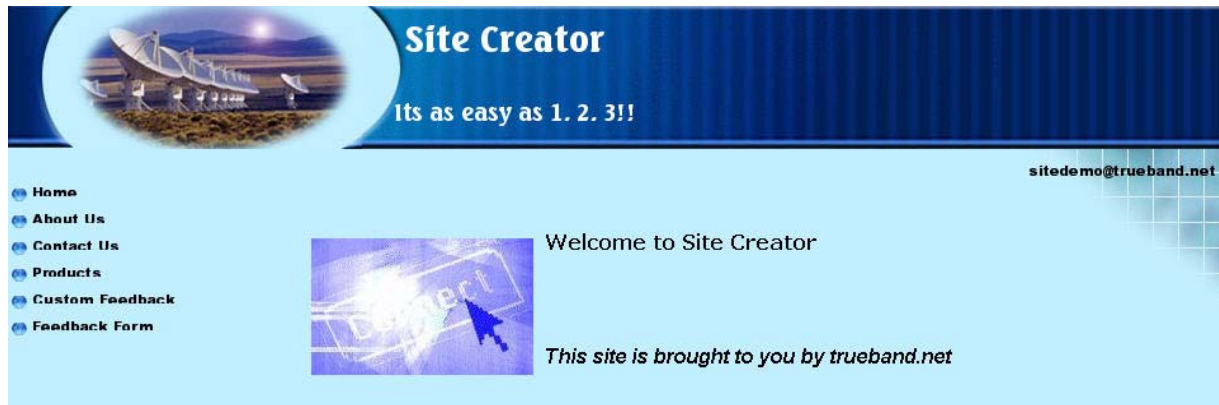 Site Creator
Its as easy as 1. 2. 3!!
sitedemo@trueband.net
Home
About Us
Contact Us
Products
Custom Feedback
Feedback Form
Connect
Welcome to Site Creator
This site is brought to you by trueband.net